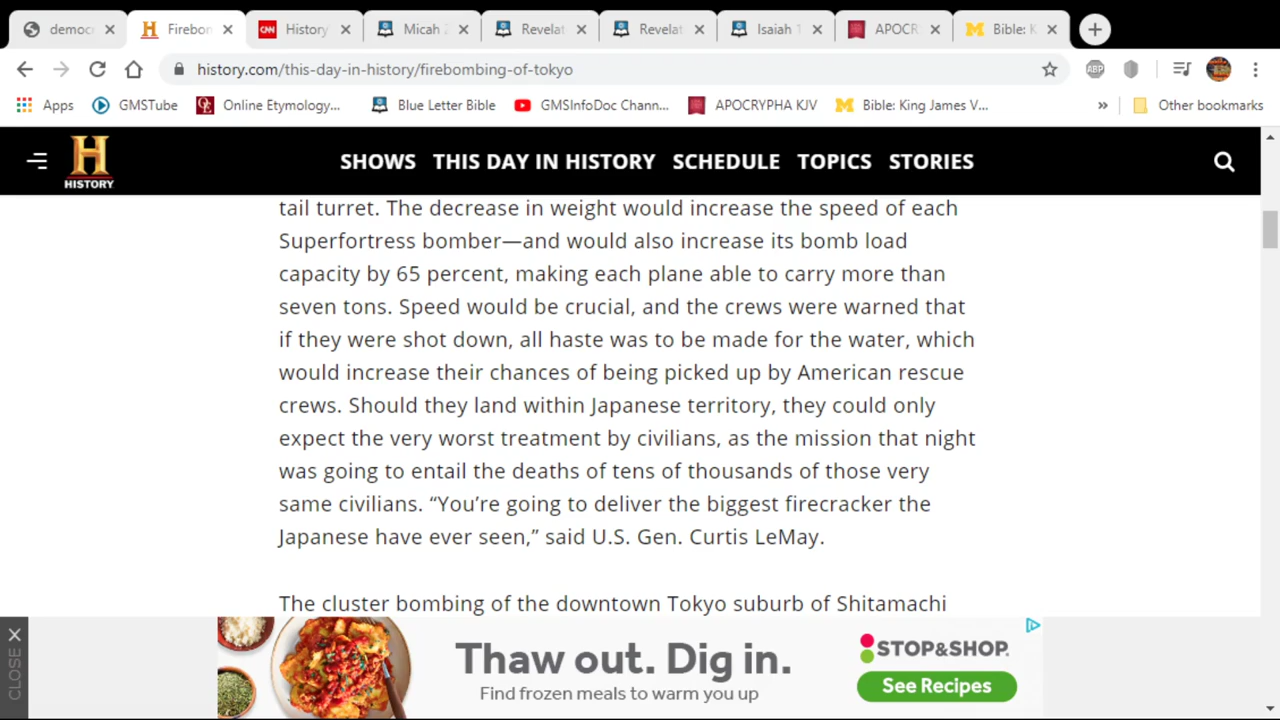 democ
Firebor
CNN
History
Micah 2
Revelat
Revelat
Isaiah 1
APOCR
Bible: K
history.com/this-day-in-history/firebombing-of-tokyo
ABP
Apps
GMSTube
Online Etymology...
Blue Letter Bible
GMSInfoDoc Chann...
APOCRYPHA KJV
Bible: King James V...
»
Other bookmarks
H
HISTORY
SHOWS THIS DAY IN HISTORY SCHEDULE TOPICS STORIES
tail turret. The decrease in weight would increase the speed of each
Superfortress bomber—and would also increase its bomb load
capacity by 65 percent, making each plane able to carry more than
seven tons. Speed would be crucial, and the crews were warned that
if they were shot down, all haste was to be made for the water, which
would increase their chances of being picked up by American rescue
crews. Should they land within Japanese territory, they could only
expect the very worst treatment by civilians, as the mission that night
was going to entail the deaths of tens of thousands of those very
same civilians. “You’re going to deliver the biggest firecracker the
Japanese have ever seen,” said U.S. Gen. Curtis LeMay.
The cluster bombing of the downtown Tokyo suburb of Shitamachi
CLOSE X
Thaw out. Dig in.
Find frozen meals to warm you up
STOP&SHOP.
See Recipes